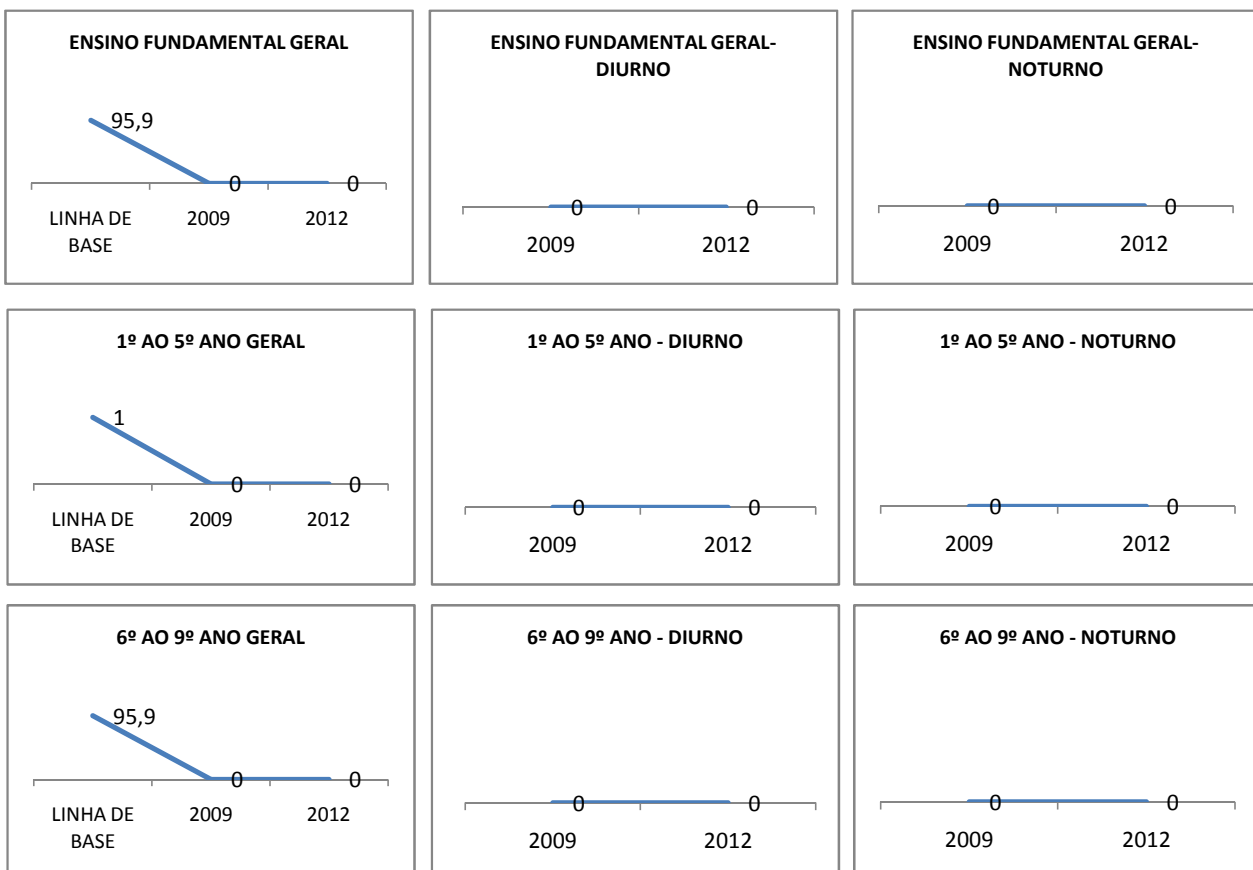 ENSINO FUNDAMENTAL GERAL
95,9
0
0
LINHA DE
BASE
2009
2012
ENSINO FUNDAMENTAL GERAL-
DIURNO
0
0
2009
2012
ENSINO FUNDAMENTAL GERAL-
NOTURNO
0
0
2009
2012
1º AO 5º ANO GERAL
1
0
0
LINHA DE
BASE
2009
2012
1º AO 5º ANO - DIURNO
0
0
2009
2012
1º AO 5º ANO - NOTURNO
0
0
2009
2012
6º AO 9º ANO GERAL
95,9
0
0
LINHA DE
BASE
2009
2012
6º AO 9º ANO - DIURNO
0
0
2009
2012
6º AO 9º ANO - NOTURNO
0
0
2009
2012